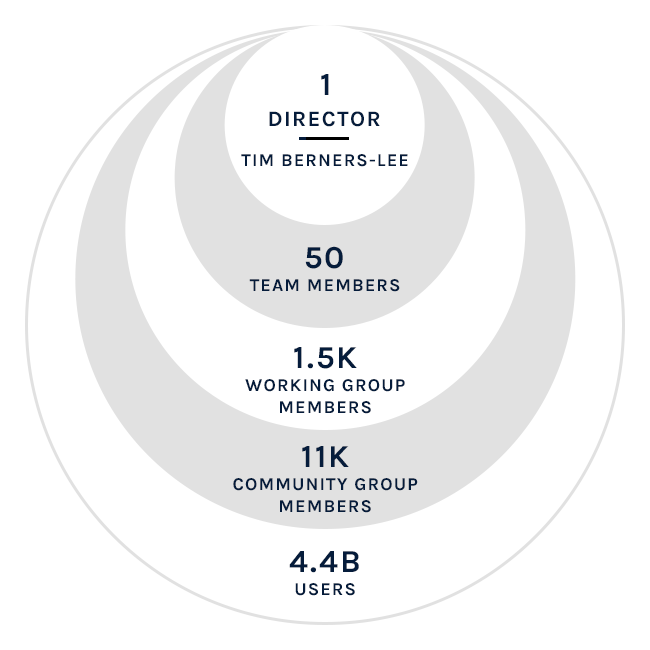 1
DIRECTOR
TIM BERNERS-LEE
50
TEAM MEMBERS
1.5K
WORKING GROUP
MEMBERS
11K
COMMUNITY GROUP
MEMBERS
4.4B
USERS